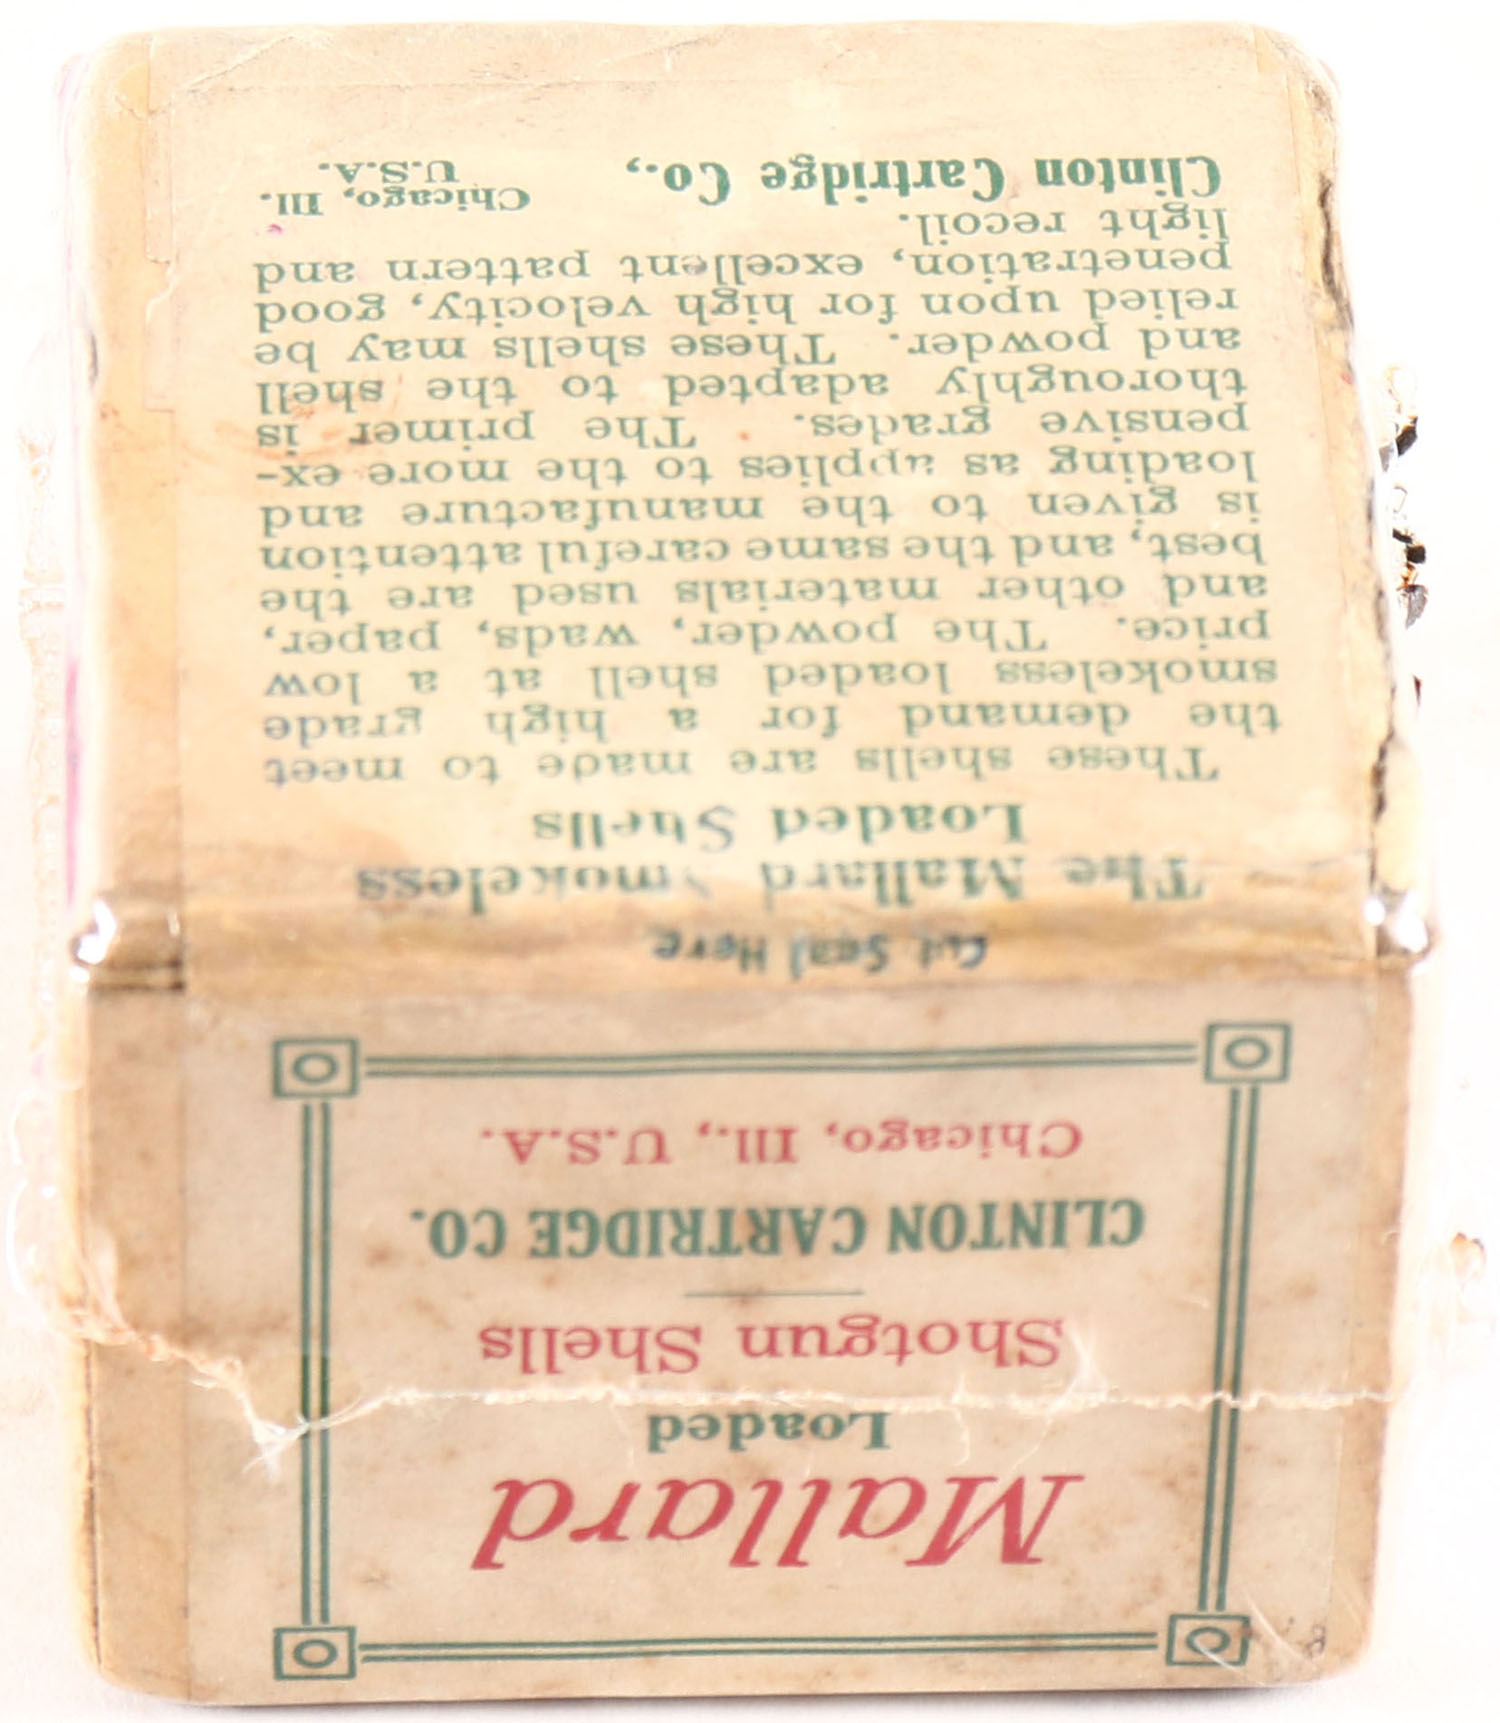 Mallard
Loaded
Shotgun Shells
CLINTON CARTRIDGE CO.
Chicago, Ill., U.S.A.
Cut Seal Here
The Mallard Smokeless
Loaded Shells
These shells are made to meet
the demand for a high grade
smokeless loaded shell at a low
price. The powder, wads, paper,
and other materials used are the
best, and the same careful attention
is given to the manufacture and
loading as applies to the more ex-
pensive grades. The primer is
thoroughly adapted to the shell
and powder. These shells may be
relied upon for high velocity, good
penetration, excellent pattern and
light recoil.
Clinton Cartridge Co., Chicago, Ill.
U.S.A.